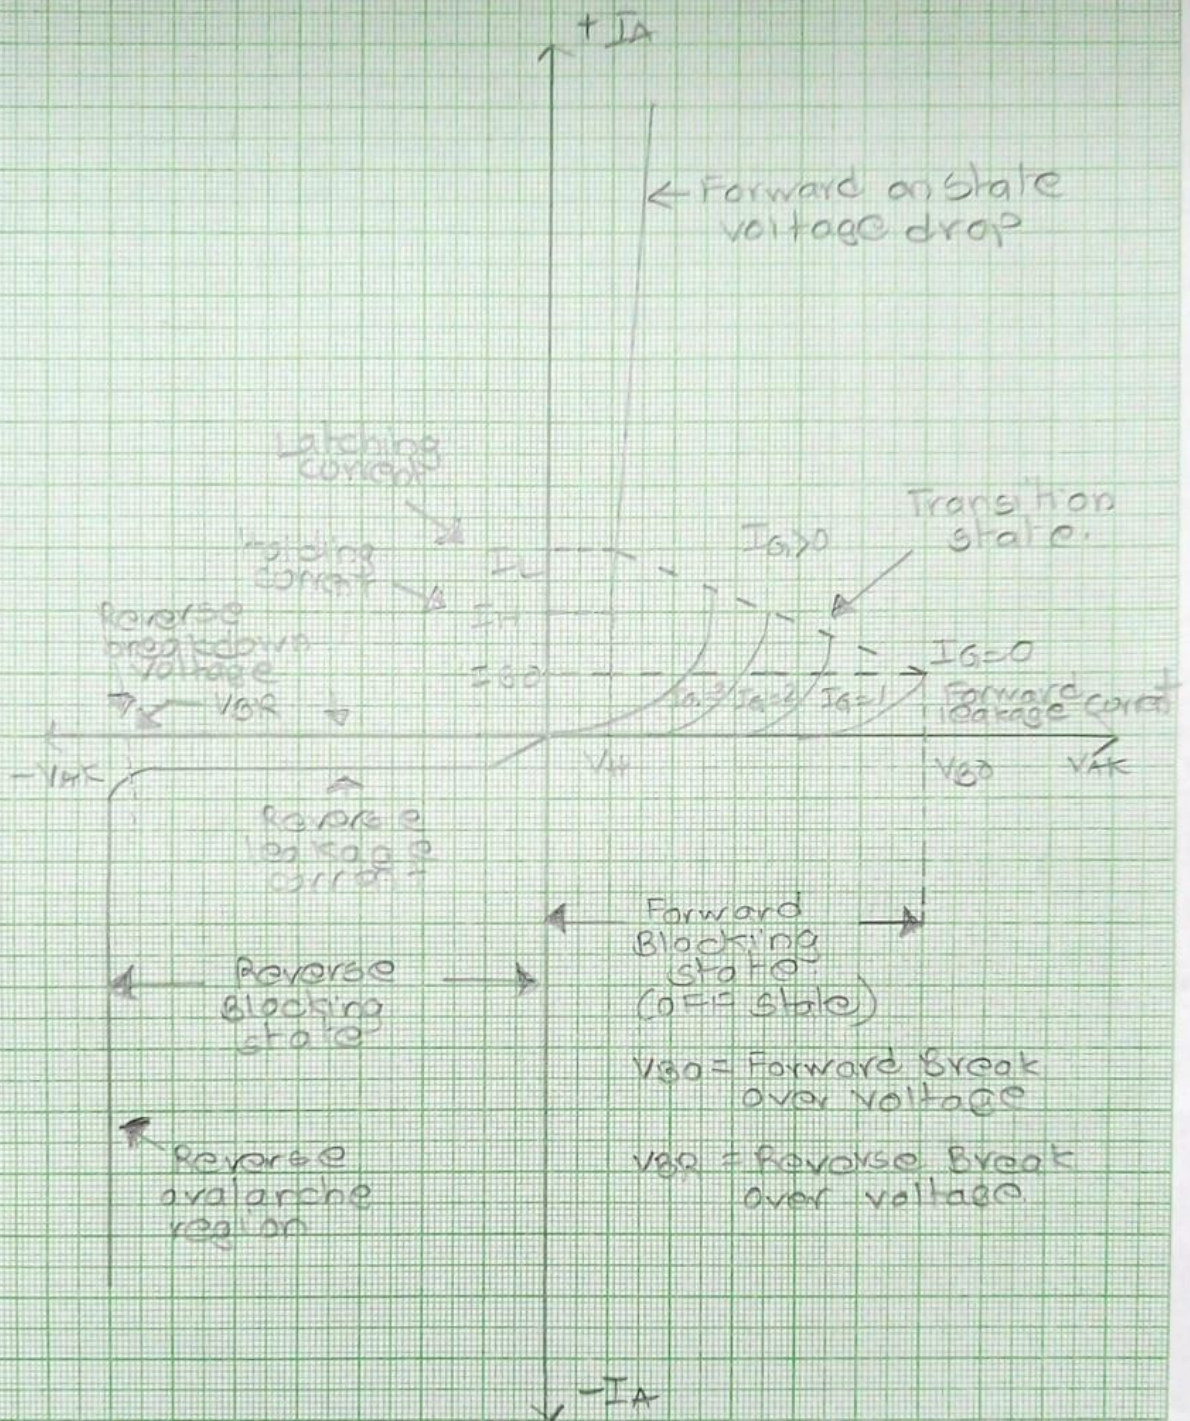 + IA
Forward on state
voltage drop
Latching
current
Transition
state.
IG>0
IL
Holding
current
IH
Reverse
breakdown
voltage
IG=0
IG=3
IG=2
IG=1
Forward
leakage current
VBR
-VAK
VH
VBO
VAK
Reverse
leakage
current
Forward
Blocking
state
(OFF state)
Reverse
Blocking
state
VBO = Forward Break
over voltage
Reverse
avalanche
region
VBR = Reverse Break
over voltage
-IA